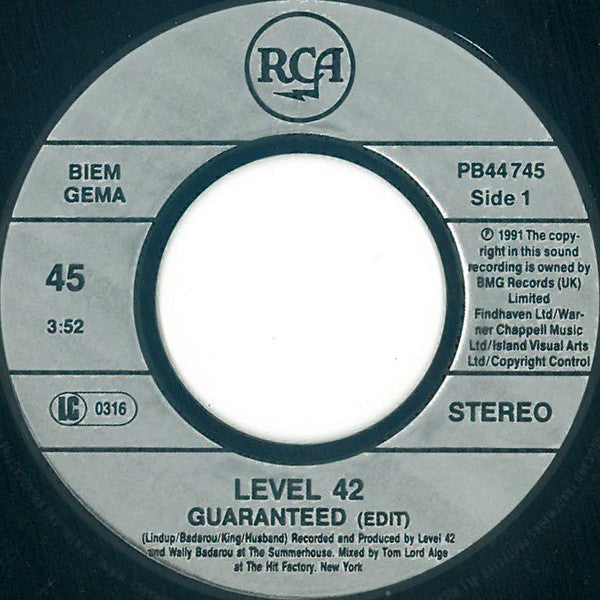 RCA
BIEM
GEMA
PB44745
Side 1
45
3:52
℗ 1991 The copy-
right in this sound
recording is owned by
BMG Records (UK)
Limited
Findhaven Ltd/War-
ner Chappell Music
Ltd/Island Visual Arts
Ltd/Copyright Control
LC 0316
STEREO
LEVEL 42
GUARANTEED (EDIT)
(Lindup/Badarou/King/Husband) Recorded and Produced by Level 42
and Wally Badarou at The Summerhouse. Mixed by Tom Lord Alge
at The Hit Factory. New York